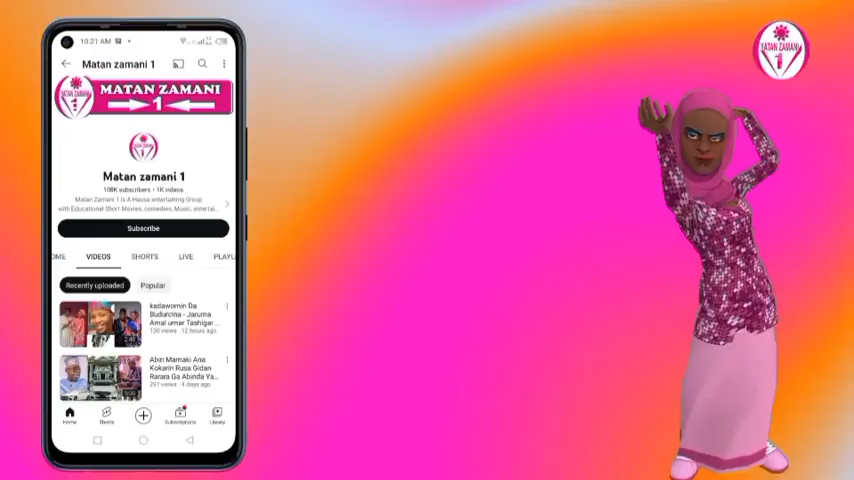 10:21 AM
Matan zamani 1
MATAN ZAMANI
1
MATAN ZAMANI
1
Matan zamani 1
108K subscribers • 1K videos
Matan Zamani 1 is A Hausa entertaining Group
with Educational Short Movies, comedies, Music, entertai...
Subscribe
OME VIDEOS SHORTS LIVE PLAYL
Recently uploaded Popular
kadawomin Da
Budurcina - Jaruma
Amal umar Tashigar ...
130 views 12 hours ago
Abin Mamaki Ana
Kokarin Rusa Gidan
Rarara Ga Abinda Ya...
297 views 4 days ago
Home Shorts Subscriptions Library
MATAN ZAMANI
1